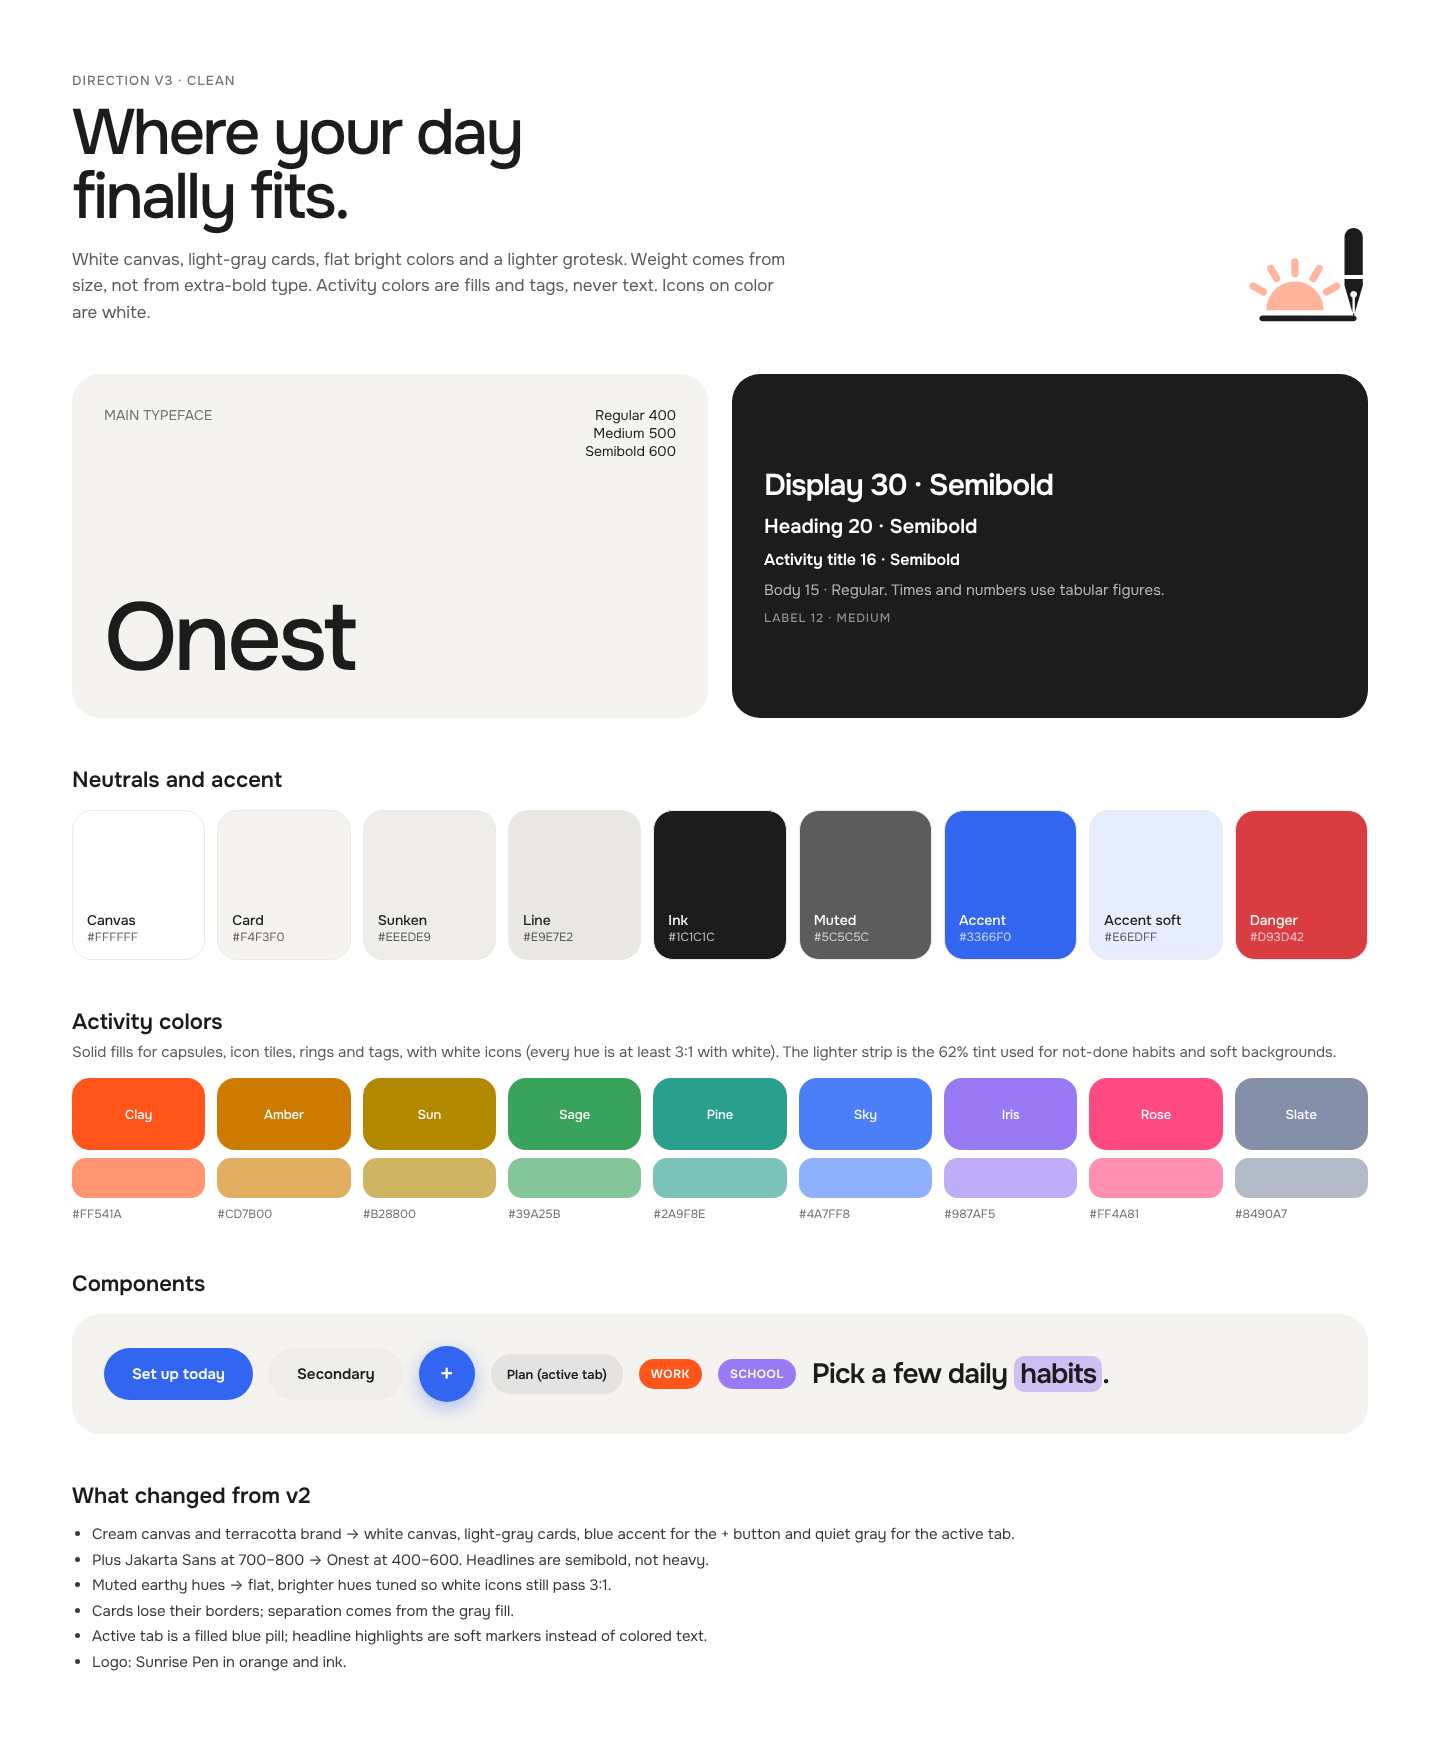 DIRECTION V3 · CLEAN
Where your day
finally fits.
White canvas, light-gray cards, flat bright colors and a lighter grotesk. Weight comes from
size, not from extra-bold type. Activity colors are fills and tags, never text. Icons on color
are white.
MAIN TYPEFACE
Regular 400
Medium 500
Semibold 600
Onest
Display 30 · Semibold
Heading 20 · Semibold
Activity title 16 · Semibold
Body 15 · Regular. Times and numbers use tabular figures.
LABEL 12 · MEDIUM
Neutrals and accent
Canvas
#FFFFFF
Card
#F4F3F0
Sunken
#EEEDE9
Line
#E9E7E2
Ink
#1C1C1C
Muted
#5C5C5C
Accent
#3366F0
Accent soft
#E6EDFF
Danger
#D93D42
Activity colors
Solid fills for capsules, icon tiles, rings and tags, with white icons (every hue is at least 3:1 with white). The lighter strip is the 62% tint used for not-done habits and soft backgrounds.
Clay
Amber
Sun
Sage
Pine
Sky
Iris
Rose
Slate
#FF541A
#CD7B00
#B28800
#39A25B
#2A9F8E
#4A7FF8
#987AF5
#FF4A81
#8490A7
Components
Set up today
Secondary
+
Plan (active tab)
WORK
SCHOOL
Pick a few daily habits.
What changed from v2
• Cream canvas and terracotta brand → white canvas, light-gray cards, blue accent for the + button and quiet gray for the active tab.
• Plus Jakarta Sans at 700–800 → Onest at 400–600. Headlines are semibold, not heavy.
• Muted earthy hues → flat, brighter hues tuned so white icons still pass 3:1.
• Cards lose their borders; separation comes from the gray fill.
• Active tab is a filled blue pill; headline highlights are soft markers instead of colored text.
• Logo: Sunrise Pen in orange and ink.